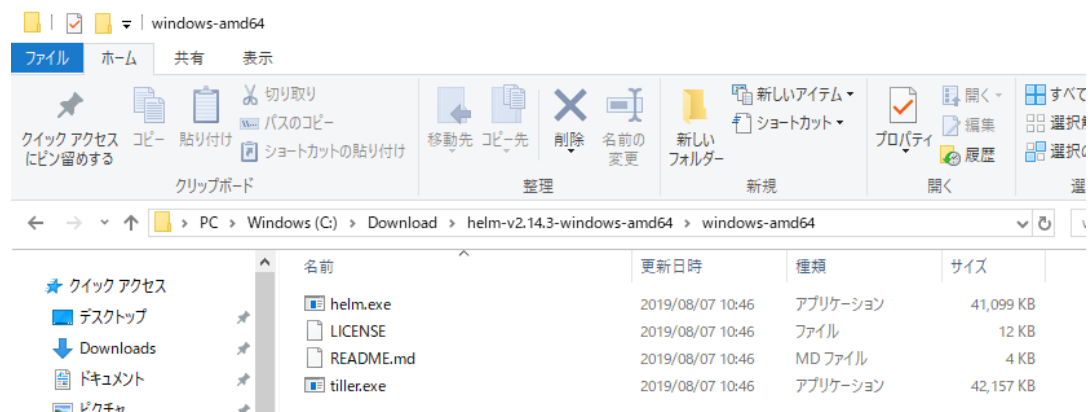 windows-amd64
ファイル ホーム 共有 表示
クイック アクセス
にピン留めする
コピー
貼り付け
切り取り
パスのコピー
ショートカットの貼り付け
クリップボード
移動先
コピー先
削除
名前の
変更
整理
新しい
フォルダー
新しいアイテム
ショートカット
新規
プロパティ
開く
編集
履歴
開く
すべて
選択
選択の
選
PC > Windows (C:) > Download > helm-v2.14.3-windows-amd64 > windows-amd64
クイック アクセス
デスクトップ
Downloads
ドキュメント
ピクチャ
名前 更新日時 種類 サイズ
helm.exe 2019/08/07 10:46 アプリケーション 41,099 KB
LICENSE 2019/08/07 10:46 ファイル 12 KB
README.md 2019/08/07 10:46 MD ファイル 4 KB
tiller.exe 2019/08/07 10:46 アプリケーション 42,157 KB